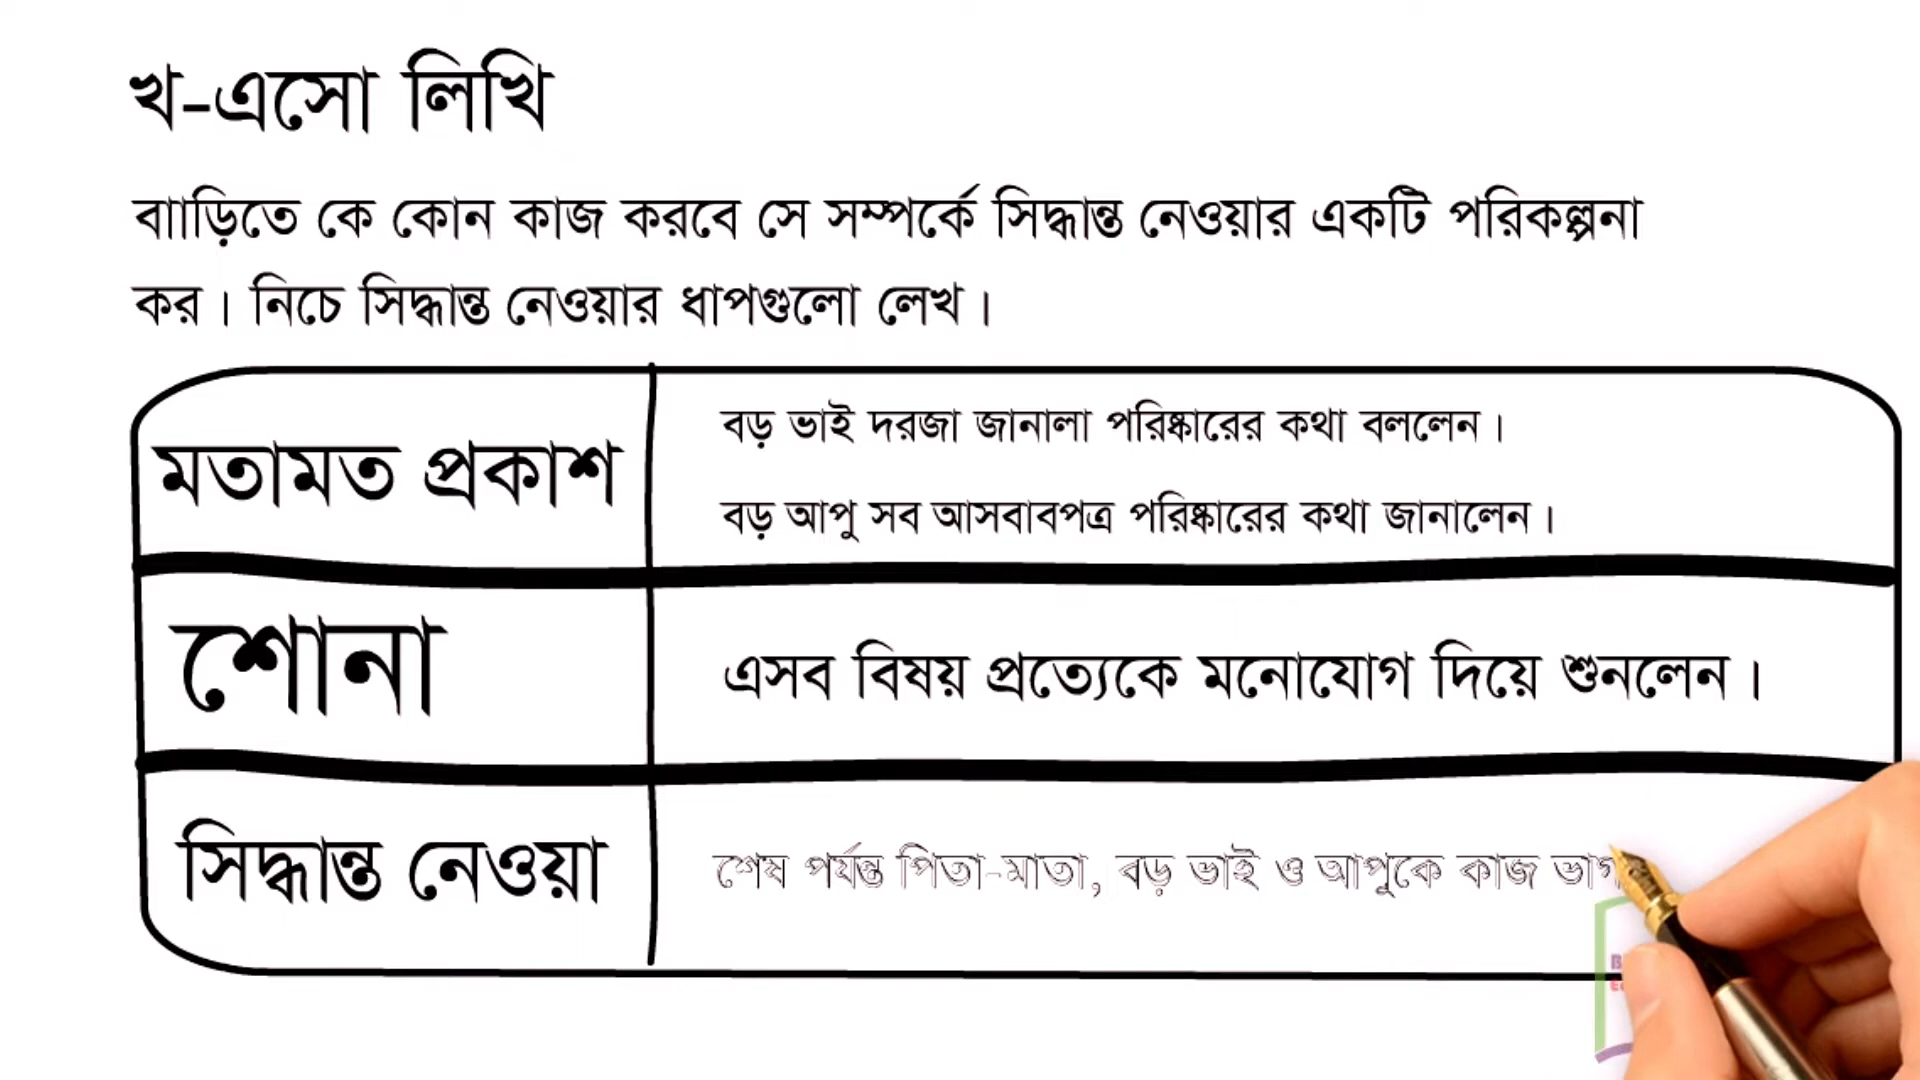 খ-এসো লিখি
বাাড়িতে কে কোন কাজ করবে সে সম্পর্কে সিদ্ধান্ত নেওয়ার একটি পরিকল্পনা
কর। নিচে সিদ্ধান্ত নেওয়ার ধাপগুলো লেখ।
মতামত প্রকাশ
বড় ভাই দরজা জানালা পরিষ্কারের কথা বললেন।
বড় আপু সব আসবাবপত্র পরিষ্কারের কথা জানালেন।
শোনা
এসব বিষয় প্রত্যেকে মনোযোগ দিয়ে শুনলেন।
সিদ্ধান্ত নেওয়া
শেষ পর্যন্ত পিতা-মাতা, বড় ভাই ও আপুকে কাজ ভাগ